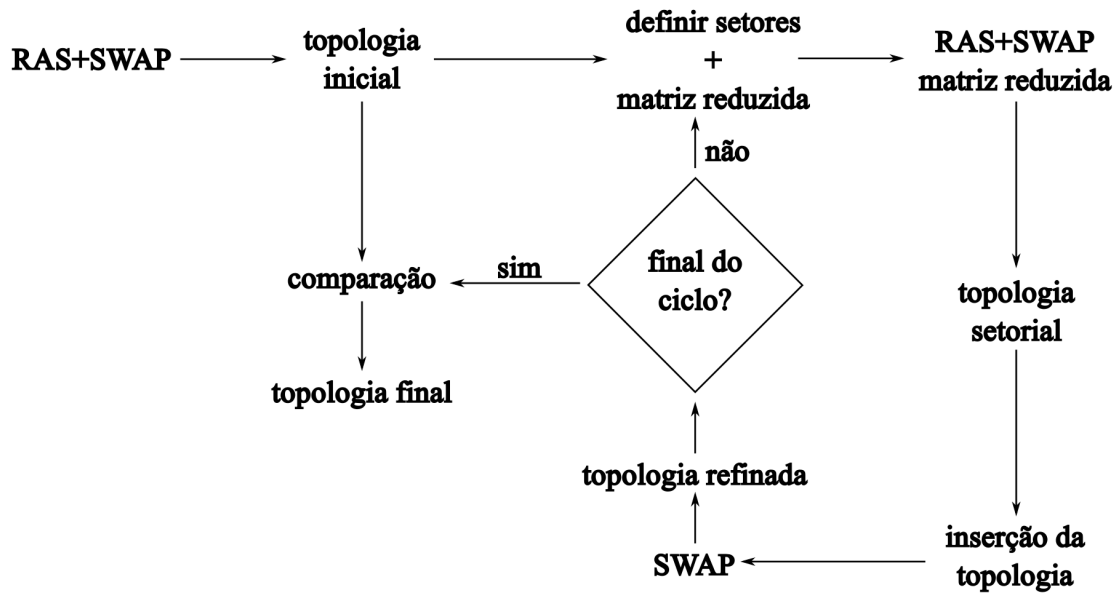 RAS+SWAP
topologia
inicial
definir setores
+
matriz reduzida
RAS+SWAP
matriz reduzida
não
sim
final do
ciclo?
comparação
topologia
setorial
topologia final
topologia refinada
SWAP
inserção da
topologia